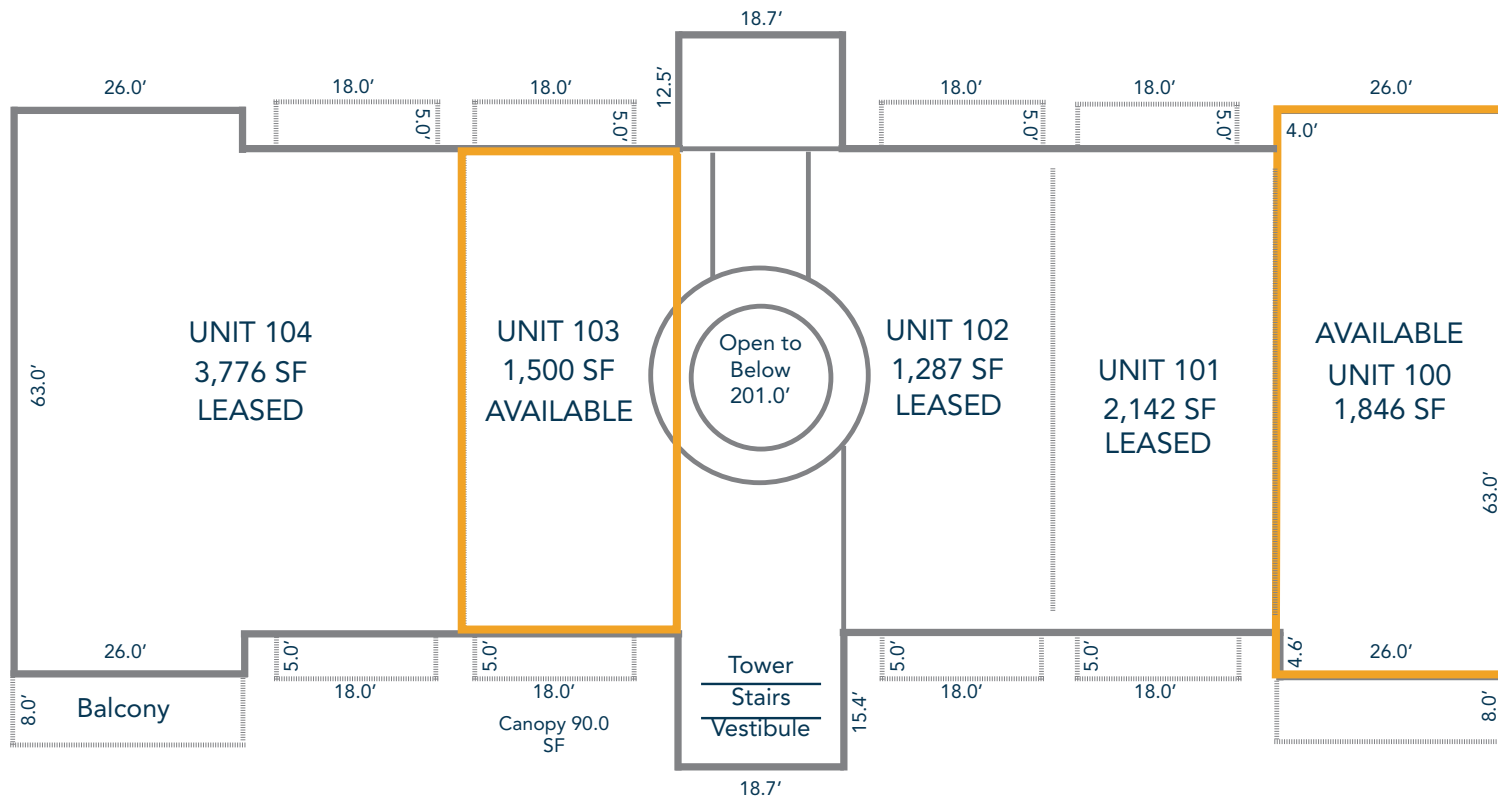 18.7’
26.0’
18.0’
18.0’
12.5’
18.0’
18.0’
26.0’
5.0’
5.0’
5.0’
5.0’
4.0’
UNIT 104
3,776 SF
LEASED
63.0’
UNIT 103
1,500 SF
AVAILABLE
Open to
Below
201.0’
UNIT 102
1,287 SF
LEASED
UNIT 101
2,142 SF
LEASED
AVAILABLE
UNIT 100
1,846 SF
63.0’
26.0’
5.0’
5.0’
5.0’
5.0’
4.6’
26.0’
18.0’
18.0’
18.0’
18.0’
8.0’
Balcony
Canopy 90.0
SF
Tower
Stairs
Vestibule
15.4’
8.0’
18.7’